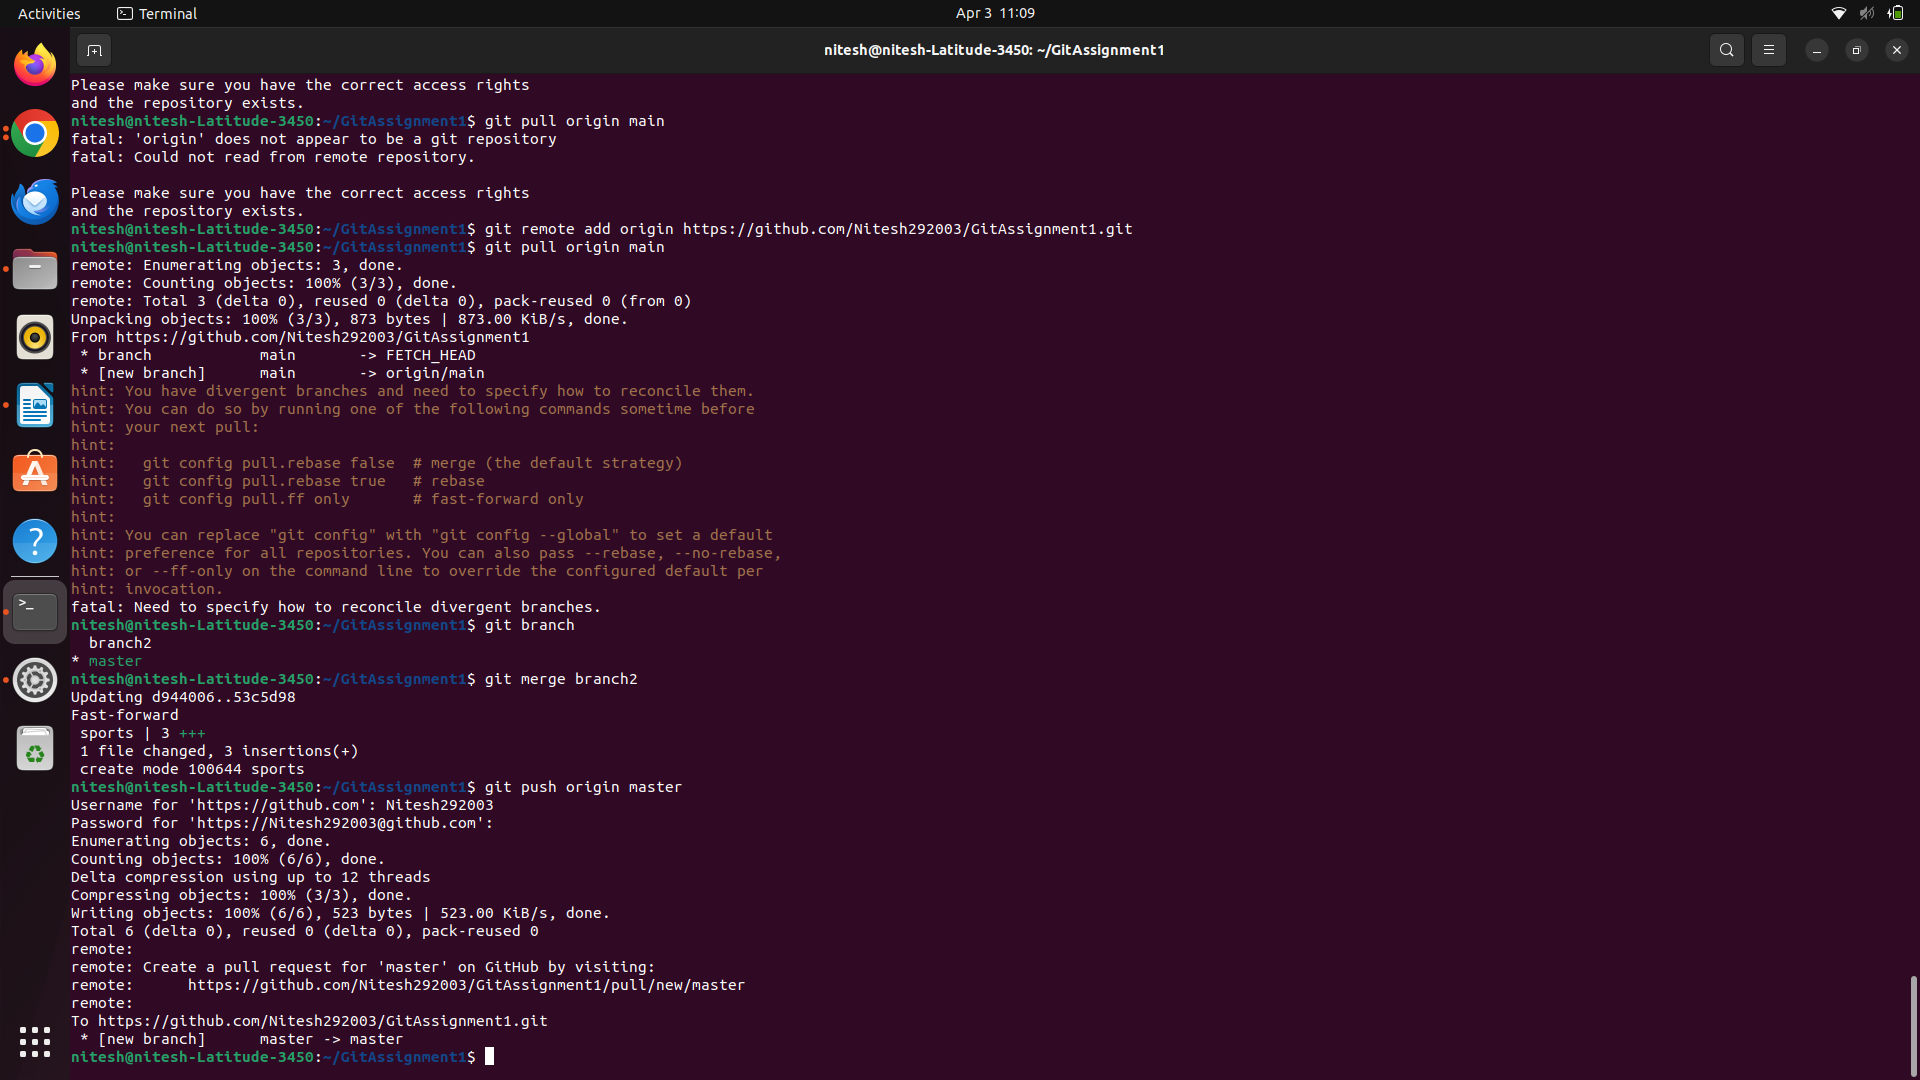 Activities
Terminal
Apr 3 11:09
nitesh@nitesh-Latitude-3450: ~/GitAssignment1
Please make sure you have the correct access rights
and the repository exists.
nitesh@nitesh-Latitude-3450:~/GitAssignment1$ git pull origin main
fatal: 'origin' does not appear to be a git repository
fatal: Could not read from remote repository.

Please make sure you have the correct access rights
and the repository exists.
nitesh@nitesh-Latitude-3450:~/GitAssignment1$ git remote add origin https://github.com/Nitesh292003/GitAssignment1.git
nitesh@nitesh-Latitude-3450:~/GitAssignment1$ git pull origin main
remote: Enumerating objects: 3, done.
remote: Counting objects: 100% (3/3), done.
remote: Total 3 (delta 0), reused 0 (delta 0), pack-reused 0 (from 0)
Unpacking objects: 100% (3/3), 873 bytes | 873.00 KiB/s, done.
From https://github.com/Nitesh292003/GitAssignment1
 * branch            main       -> FETCH_HEAD
 * [new branch]      main       -> origin/main
hint: You have divergent branches and need to specify how to reconcile them.
hint: You can do so by running one of the following commands sometime before
hint: your next pull:
hint:
hint:   git config pull.rebase false  # merge (the default strategy)
hint:   git config pull.rebase true   # rebase
hint:   git config pull.ff only       # fast-forward only
hint:
hint: You can replace "git config" with "git config --global" to set a default
hint: preference for all repositories. You can also pass --rebase, --no-rebase,
hint: or --ff-only on the command line to override the configured default per
hint: invocation.
fatal: Need to specify how to reconcile divergent branches.
nitesh@nitesh-Latitude-3450:~/GitAssignment1$ git branch
  branch2
* master
nitesh@nitesh-Latitude-3450:~/GitAssignment1$ git merge branch2
Updating d944006..53c5d98
Fast-forward
 sports | 3 +++
 1 file changed, 3 insertions(+)
 create mode 100644 sports
nitesh@nitesh-Latitude-3450:~/GitAssignment1$ git push origin master
Username for 'https://github.com': Nitesh292003
Password for 'https://Nitesh292003@github.com':
Enumerating objects: 6, done.
Counting objects: 100% (6/6), done.
Delta compression using up to 12 threads
Compressing objects: 100% (3/3), done.
Writing objects: 100% (6/6), 523 bytes | 523.00 KiB/s, done.
Total 6 (delta 0), reused 0 (delta 0), pack-reused 0
remote:
remote: Create a pull request for 'master' on GitHub by visiting:
remote:      https://github.com/Nitesh292003/GitAssignment1/pull/new/master
remote:
To https://github.com/Nitesh292003/GitAssignment1.git
 * [new branch]      master -> master
nitesh@nitesh-Latitude-3450:~/GitAssignment1$